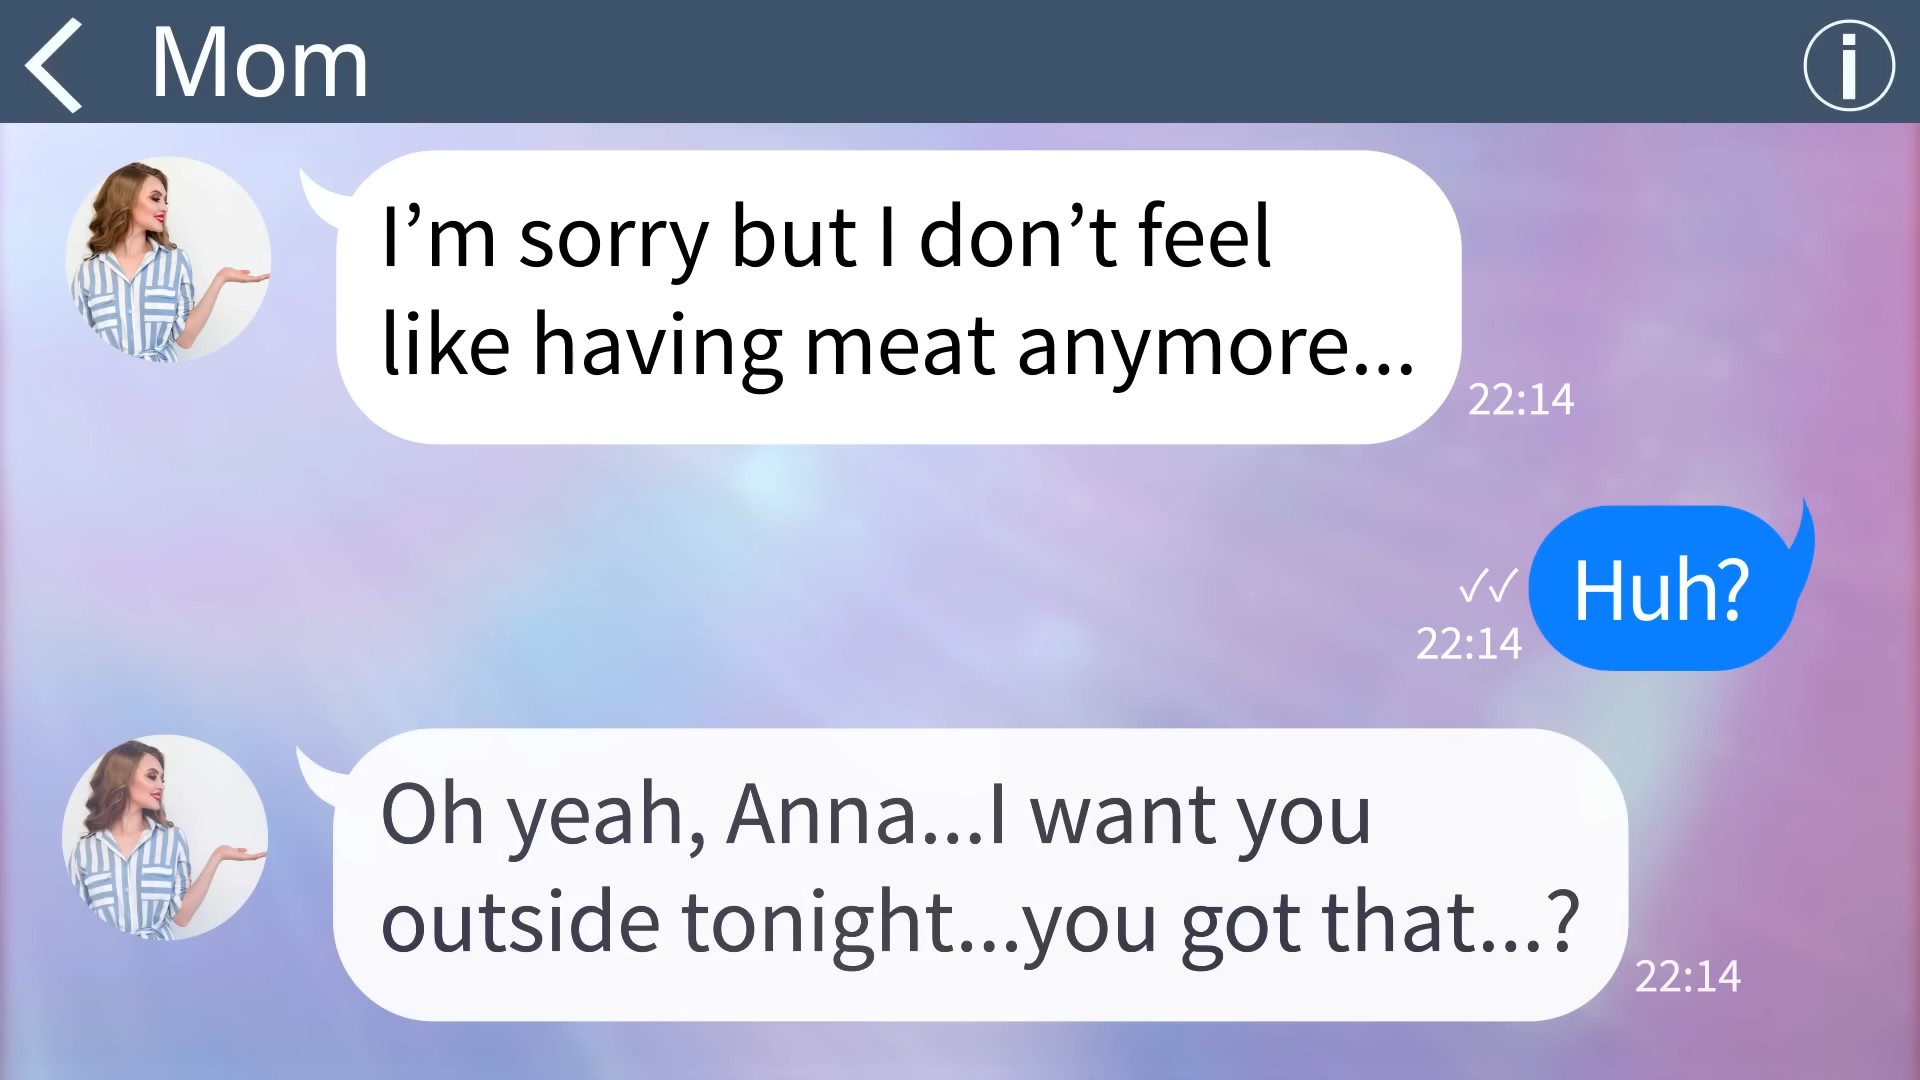 Mom
I’m sorry but I don’t feel
like having meat anymore...
22:14
Huh?
✓✓
22:14
Oh yeah, Anna...I want you
outside tonight...you got that...?
22:14